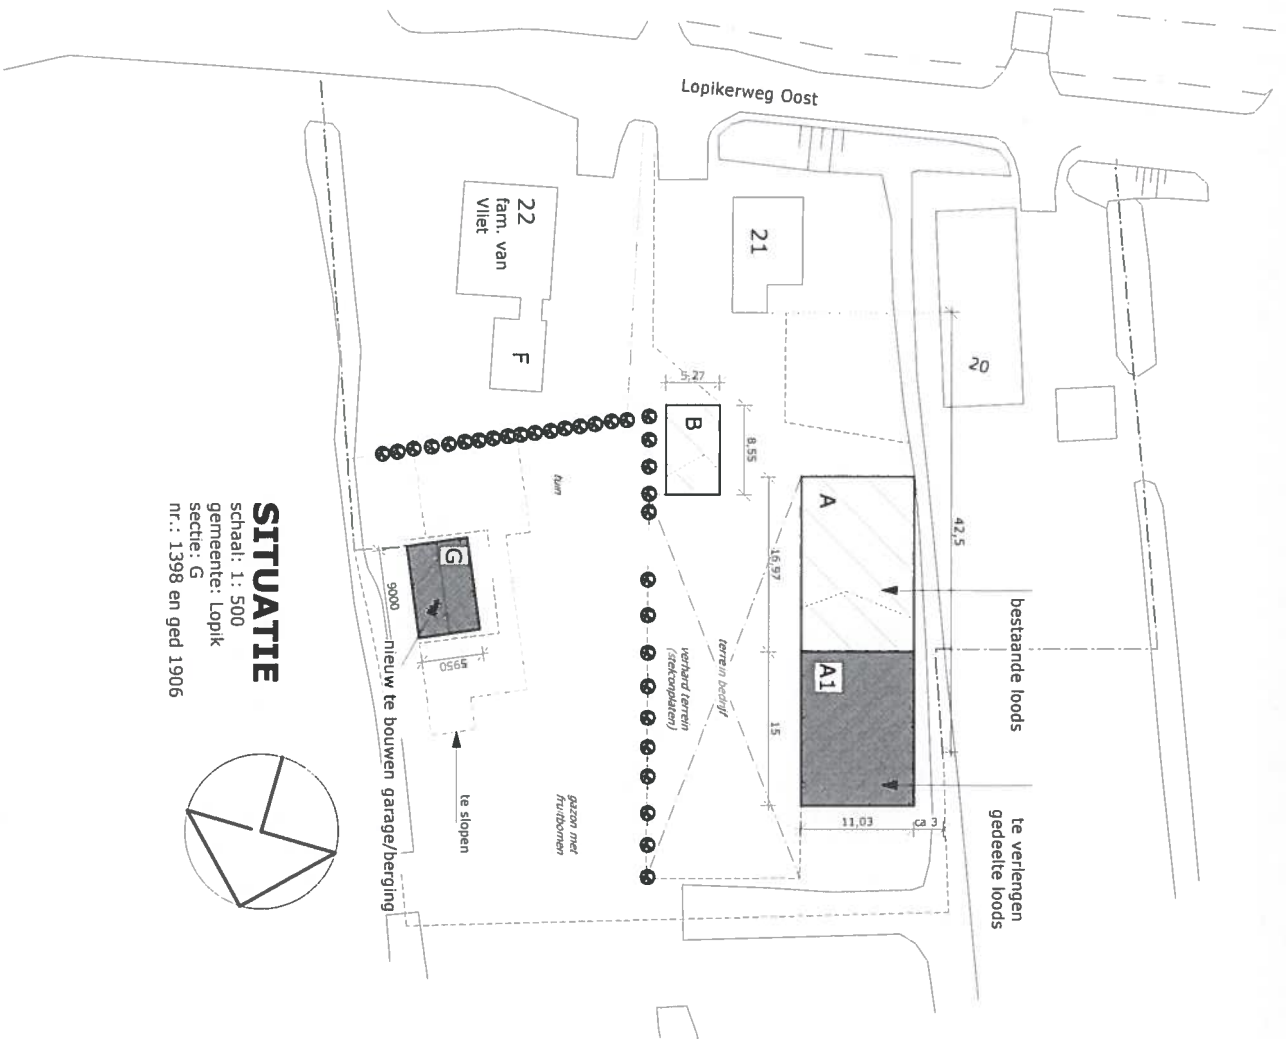 Lopikerweg Oost
22
fam. van
Vliet
F
21
20
5,27
B
8,55
42,5
A
16,97
bestaande loods
tuin
G
9000
5950
terrein bedrijf
verhard terrein
(stelconplaten)
A1
15
11,03
ca 3
te verlengen
gedeelte loods
nieuw te bouwen garage/berging
te slopen
gazon met
fruitbomen
SITUATIE
schaal: 1: 500
gemeente: Lopik
sectie: G
nr.: 1398 en ged 1906